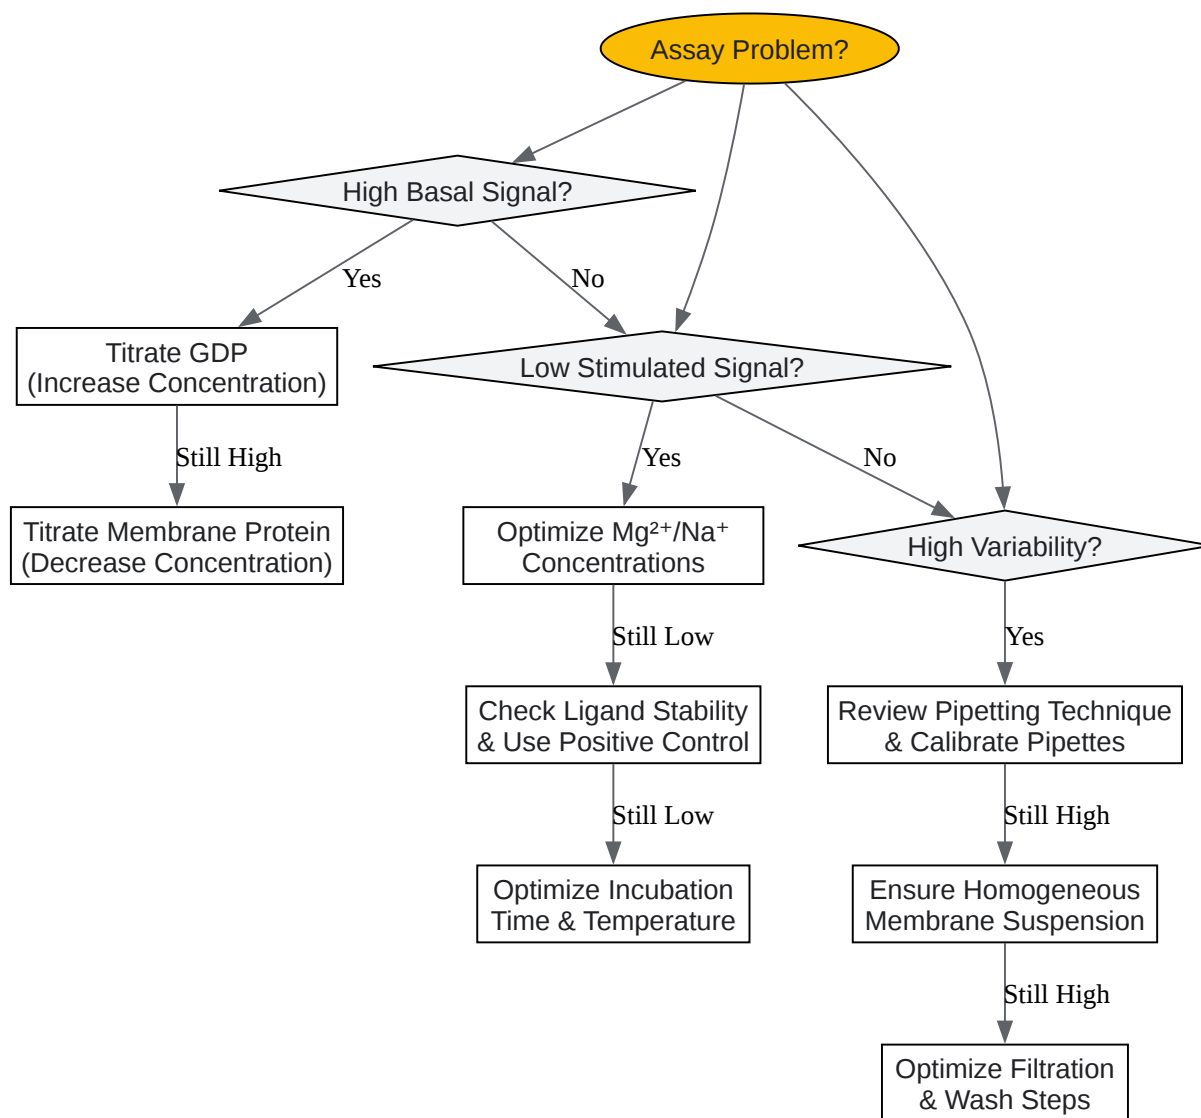 Assay Problem?
High Basal Signal?
Yes
No
Titrate GDP
(Increase Concentration)
Low Stimulated Signal?
Still High
Yes
No
Titrate Membrane Protein
(Decrease Concentration)
Optimize Mg²⁺/Na⁺
Concentrations
High Variability?
Still Low
Yes
Check Ligand Stability
& Use Positive Control
Review Pipetting Technique
& Calibrate Pipettes
Still Low
Still High
Optimize Incubation
Time & Temperature
Ensure Homogeneous
Membrane Suspension
Still High
Optimize Filtration
& Wash Steps